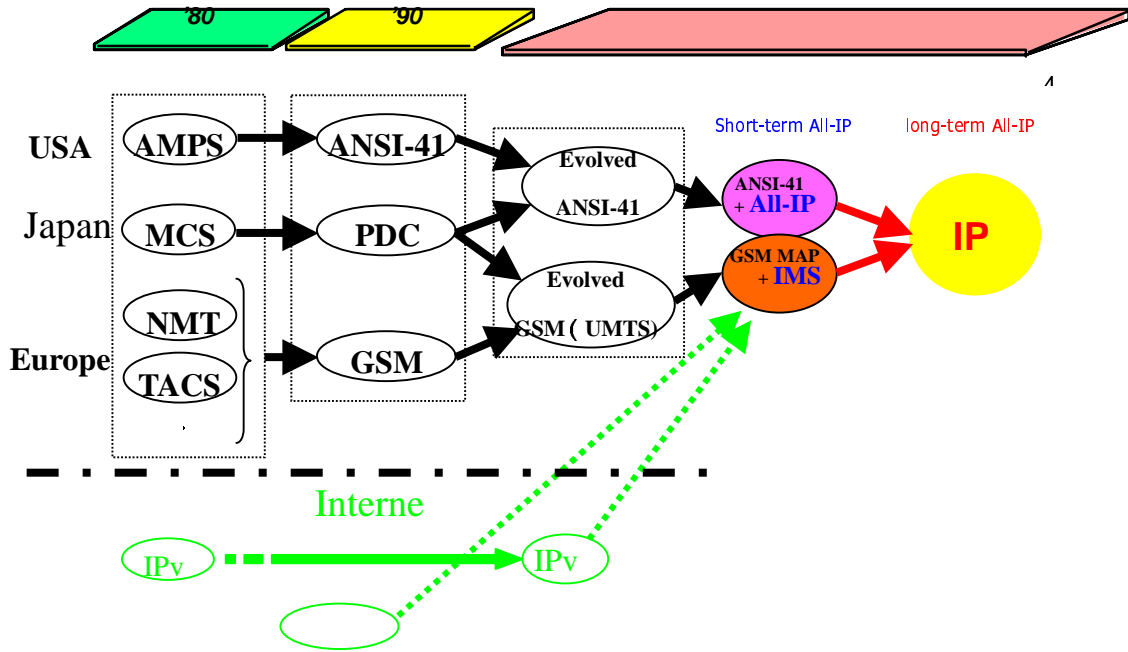 '80
'90
Short-term All-IP
long-term All-IP
USA
AMPS
ANSI-41
Evolved
ANSI-41
ANSI-41
+ All-IP
Japan
MCS
PDC
IP
GSM MAP
+ IMS
Evolved
GSM ( UMTS)
NMT
Europe
TACS
GSM
Interne
IPv
IPv